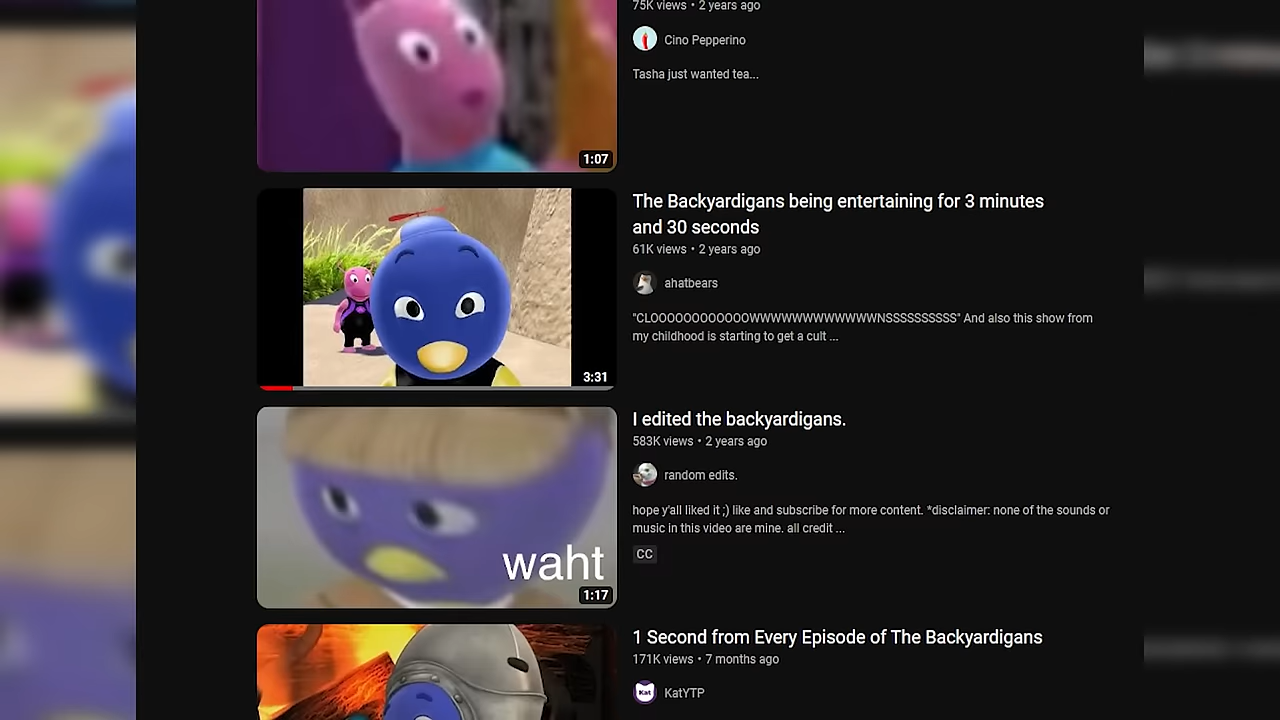 75K views • 2 years ago
Cino Pepperino
Tasha just wanted tea...
1:07
The Backyardigans being entertaining for 3 minutes
and 30 seconds
61K views • 2 years ago
ahatbears
"CLOOOOOOOOOOOOWWWWWWWWWWWWWNSSSSSSSSSS" And also this show from
my childhood is starting to get a cult ...
3:31
I edited the backyardigans.
583K views • 2 years ago
random edits.
hope y'all liked it ;) like and subscribe for more content. *disclaimer: none of the sounds or
music in this video are mine. all credit ...
CC
waht
1:17
1 Second from Every Episode of The Backyardigans
171K views • 7 months ago
Kat
KatYTP